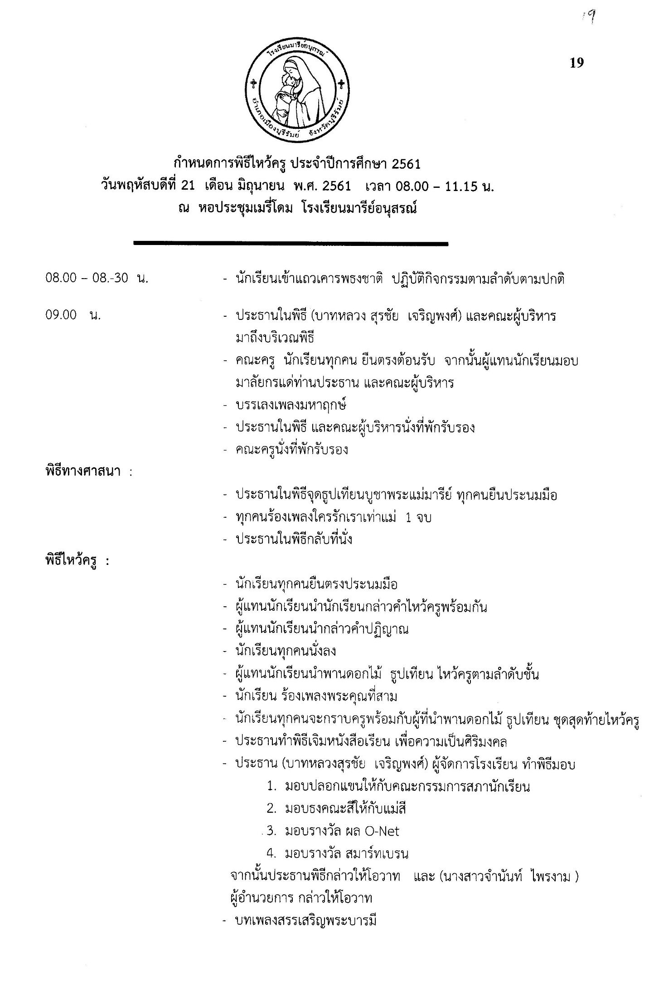 19
19
โรงเรียนมารีย์อนุสรณ์
อำเภอเมืองบุรีรัมย์ จังหวัดบุรีรัมย์
กำหนดการพิธีไหว้ครู ประจำปีการศึกษา 2561
วันพฤหัสบดีที่ 21 เดือน มิถุนายน พ.ศ. 2561 เวลา 08.00 – 11.15 น.
ณ หอประชุมเมรี่โดม โรงเรียนมารีย์อนุสรณ์
08.00 – 08.-30 น. - นักเรียนเข้าแถวเคารพธงชาติ ปฏิบัติกิจกรรมตามลำดับตามปกติ
09.00 น. - ประธานในพิธี (บาทหลวง สุรชัย เจริญพงศ์) และคณะผู้บริหาร
มาถึงบริเวณพิธี
- คณะครู นักเรียนทุกคน ยืนตรงต้อนรับ จากนั้นผู้แทนนักเรียนมอบ
มาลัยกรแด่ท่านประธาน และคณะผู้บริหาร
- บรรเลงเพลงมหาฤกษ์
- ประธานในพิธี และคณะผู้บริหารนั่งที่พักรับรอง
- คณะครูนั่งที่พักรับรอง
พิธีทางศาสนา :
- ประธานในพิธีจุดธูปเทียนบูชาพระแม่มารีย์ ทุกคนยืนประนมมือ
- ทุกคนร้องเพลงใครรักเราเท่าแม่ 1 จบ
- ประธานในพิธีกลับที่นั่ง
พิธีไหว้ครู :
- นักเรียนทุกคนยืนตรงประนมมือ
- ผู้แทนนักเรียนนำนักเรียนกล่าวคำไหว้ครูพร้อมกัน
- ผู้แทนนักเรียนนำกล่าวคำปฏิญาณ
- นักเรียนทุกคนนั่งลง
- ผู้แทนนักเรียนนำพานดอกไม้ ธูปเทียน ไหว้ครูตามลำดับชั้น
- นักเรียน ร้องเพลงพระคุณที่สาม
- นักเรียนทุกคนจะกราบครูพร้อมกับผู้ที่นำพานดอกไม้ ธูปเทียน ชุดสุดท้ายไหว้ครู
- ประธานทำพิธีเจิมหนังสือเรียน เพื่อความเป็นศิริมงคล
- ประธาน (บาทหลวงสุรชัย เจริญพงศ์) ผู้จัดการโรงเรียน ทำพิธีมอบ
1. มอบปลอกแขนให้กับคณะกรรมการสภานักเรียน
2. มอบธงคณะสีให้กับแม่สี
3. มอบรางวัล ผล O-Net
4. มอบรางวัล สมาร์ทเบรน
จากนั้นประธานพิธีกล่าวให้โอวาท และ (นางสาวจำนันท์ ไพรงาม )
ผู้อำนวยการ กล่าวให้โอวาท
- บทเพลงสรรเสริญพระบารมี